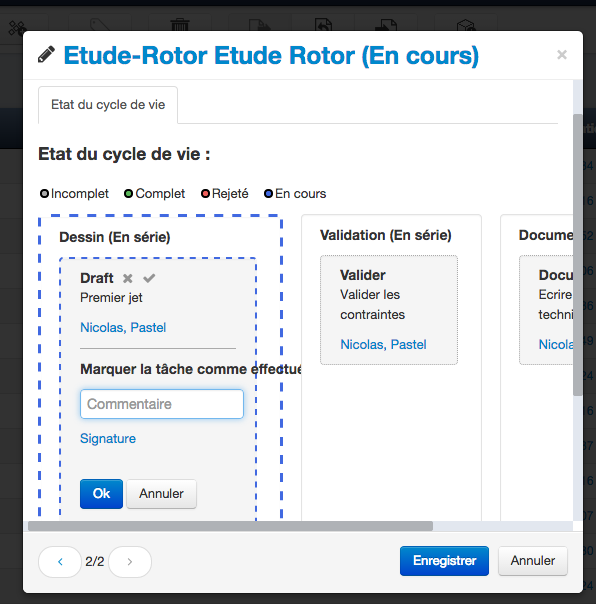 Etude-Rotor Etude Rotor (En cours)
×
Etat du cycle de vie
Etat du cycle de vie :
Incomplet Complet Rejeté En cours
Dessin (En série)
Draft
Premier jet
Nicolas, Pastel
Marquer la tâche comme effectué
Commentaire
Signature
Ok Annuler
Validation (En série)
Valider
Valider les
contraintes
Nicolas, Pastel
Docume
Docu
Ecrire
techni
Nicola
‹ 2/2 ›
Enregistrer Annuler